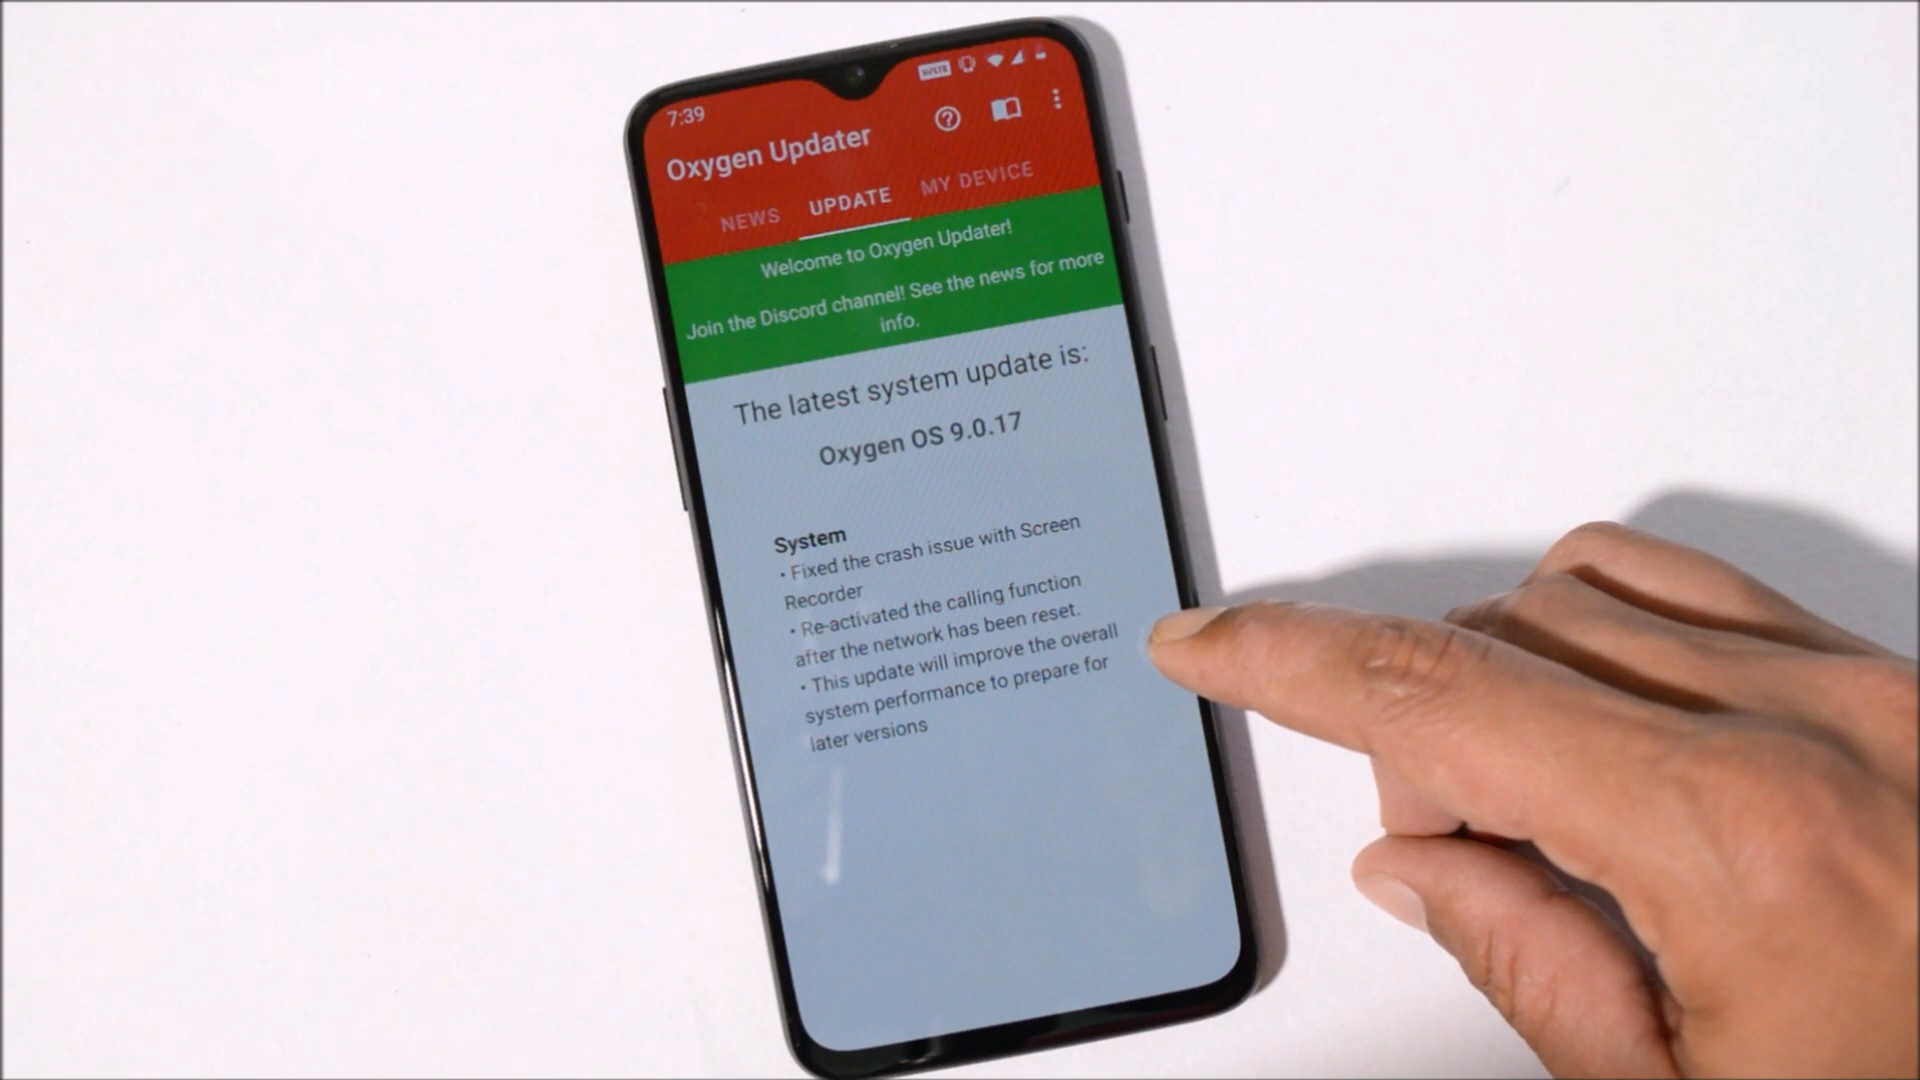 7:39
VoLTE
Oxygen Updater
NEWS UPDATE MY DEVICE
Welcome to Oxygen Updater!
Join the Discord channel! See the news for more
info.
The latest system update is:
Oxygen OS 9.0.17
System
• Fixed the crash issue with Screen
Recorder
• Re-activated the calling function
after the network has been reset.
• This update will improve the overall
system performance to prepare for
later versions